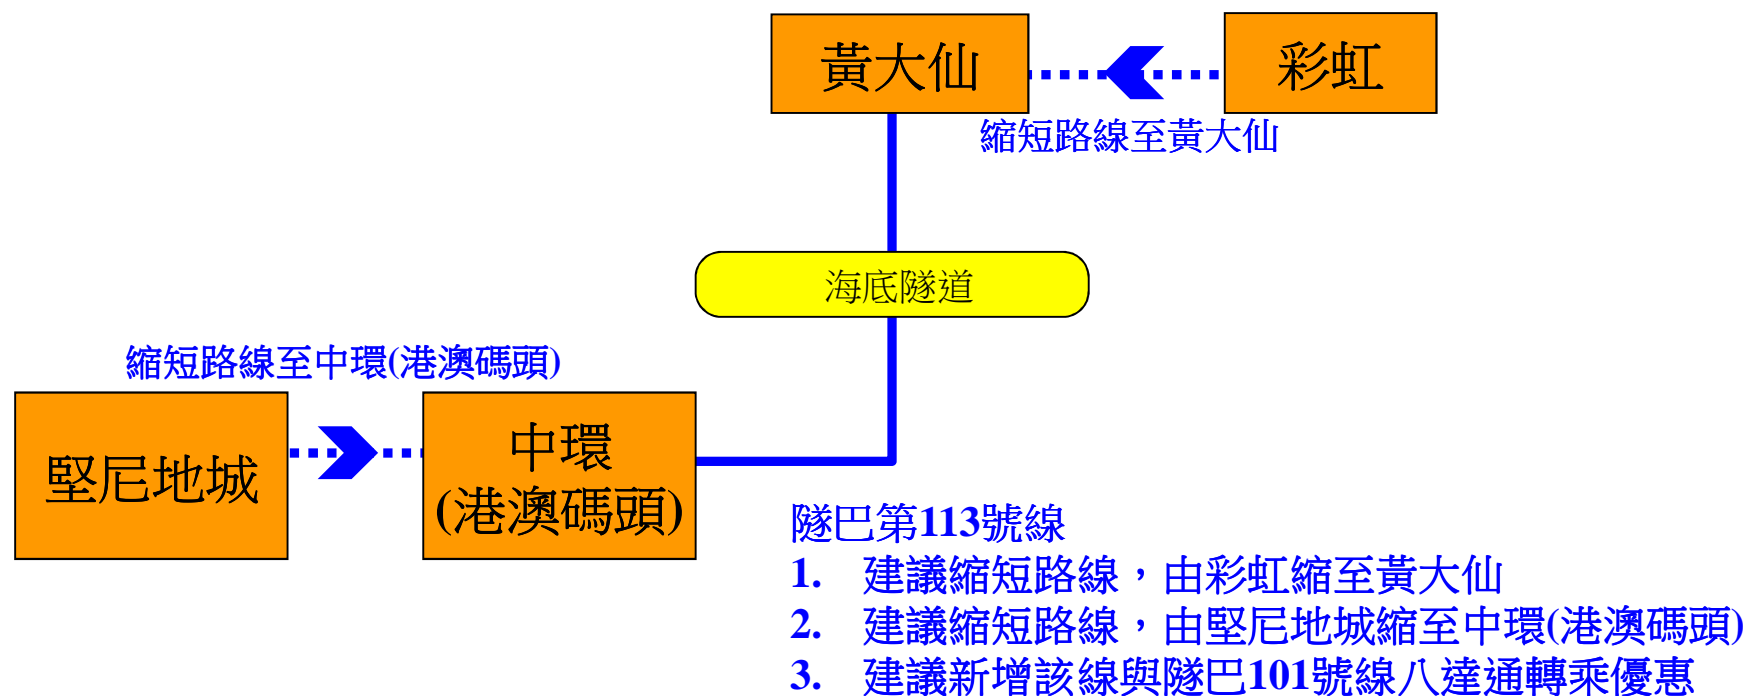 黃大仙
彩虹
縮短路線至黃大仙
海底隧道
縮短路線至中環(港澳碼頭)
堅尼地城
中環
(港澳碼頭)
隧巴第113號線
1. 建議縮短路線，由彩虹縮至黃大仙
2. 建議縮短路線，由堅尼地城縮至中環(港澳碼頭)
3. 建議新增該線與隧巴101號線八達通轉乘優惠